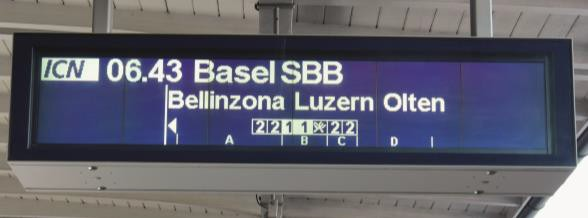 ICN 06.43 Basel SBB
Bellinzona Luzern Olten
2 2 1 1 2 2
A B C D